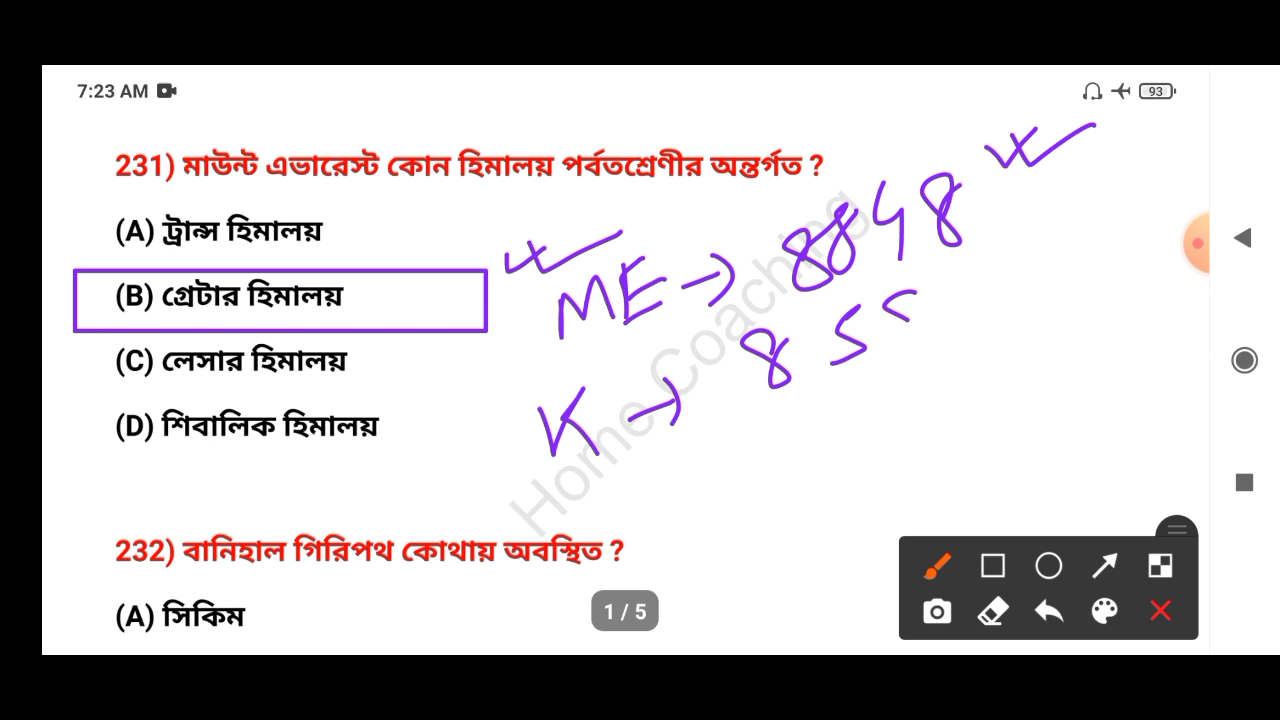 7:23 AM
93
231) মাউন্ট এভারেস্ট কোন হিমালয় পর্বতশ্রেণীর অন্তর্গত ?
(A) ট্রান্স হিমালয়
(B) গ্রেটার হিমালয়
ME → 8848
(C) লেসার হিমালয়
K → 85
(D) শিবালিক হিমালয়
Home Coaching
232) বানিহাল গিরিপথ কোথায় অবস্থিত ?
(A) সিকিম
1 / 5